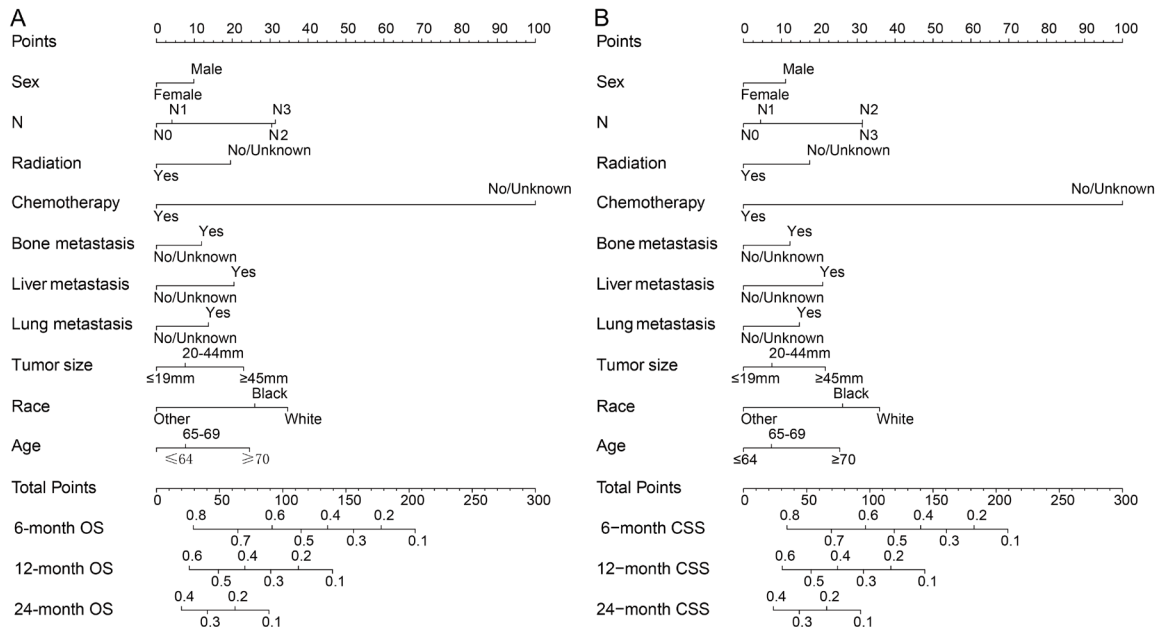 A
Points 0 10 20 30 40 50 60 70 80 90 100
Sex Male
Female
N N1 N3
N0 N2
Radiation No/Unknown
Yes
Chemotherapy No/Unknown
Yes
Bone metastasis Yes
No/Unknown
Liver metastasis Yes
No/Unknown
Lung metastasis Yes
No/Unknown
Tumor size 20-44mm
≤19mm ≥45mm
Race Black
Other White
Age 65-69
≤64 ≥70
Total Points 0 50 100 150 200 250 300
6-month OS 0.8 0.6 0.4 0.2
0.7 0.5 0.3 0.1
12-month OS 0.6 0.4 0.2
0.5 0.3 0.1
24-month OS 0.4 0.2
0.3 0.1
B
Points 0 10 20 30 40 50 60 70 80 90 100
Sex Male
Female
N N1 N2
N0 N3
Radiation No/Unknown
Yes
Chemotherapy No/Unknown
Yes
Bone metastasis Yes
No/Unknown
Liver metastasis Yes
No/Unknown
Lung metastasis Yes
No/Unknown
Tumor size 20-44mm
≤19mm ≥45mm
Race Black
Other White
Age 65-69
≤64 ≥70
Total Points 0 50 100 150 200 250 300
6−month CSS 0.8 0.6 0.4 0.2
0.7 0.5 0.3 0.1
12−month CSS 0.6 0.4 0.2
0.5 0.3 0.1
24−month CSS 0.4 0.2
0.3 0.1